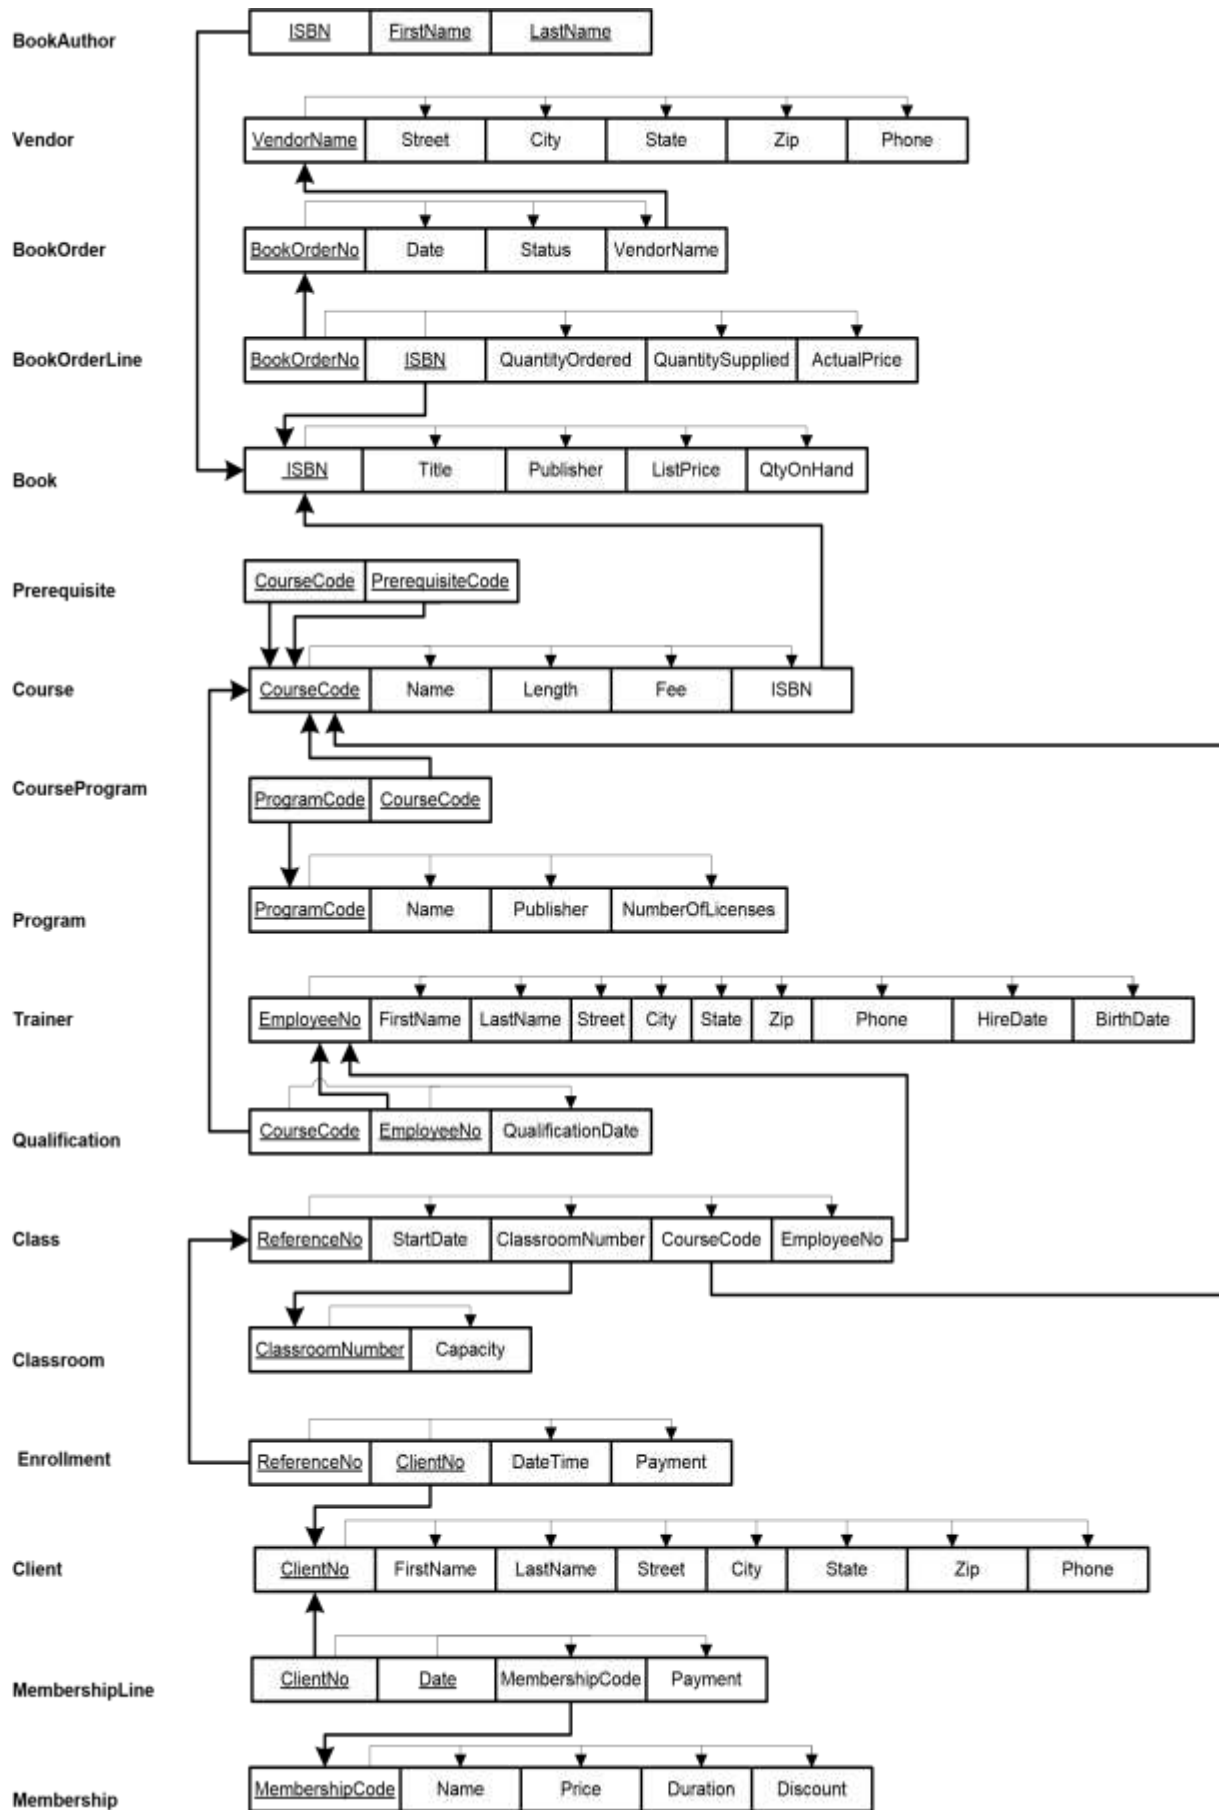 BookAuthor ISBN FirstName LastName
Vendor VendorName Street City State Zip Phone
BookOrder BookOrderNo Date Status VendorName
BookOrderLine BookOrderNo ISBN QuantityOrdered QuantitySupplied ActualPrice
Book ISBN Title Publisher ListPrice QtyOnHand
Prerequisite CourseCode PrerequisiteCode
Course CourseCode Name Length Fee ISBN
CourseProgram ProgramCode CourseCode
Program ProgramCode Name Publisher NumberOfLicenses
Trainer EmployeeNo FirstName LastName Street City State Zip Phone HireDate BirthDate
Qualification CourseCode EmployeeNo QualificationDate
Class ReferenceNo StartDate ClassroomNumber CourseCode EmployeeNo
Classroom ClassroomNumber Capacity
Enrollment ReferenceNo ClientNo DateTime Payment
Client ClientNo FirstName LastName Street City State Zip Phone
MembershipLine ClientNo Date MembershipCode Payment
Membership MembershipCode Name Price Duration Discount